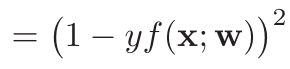 = (1 − yf(x; w))²